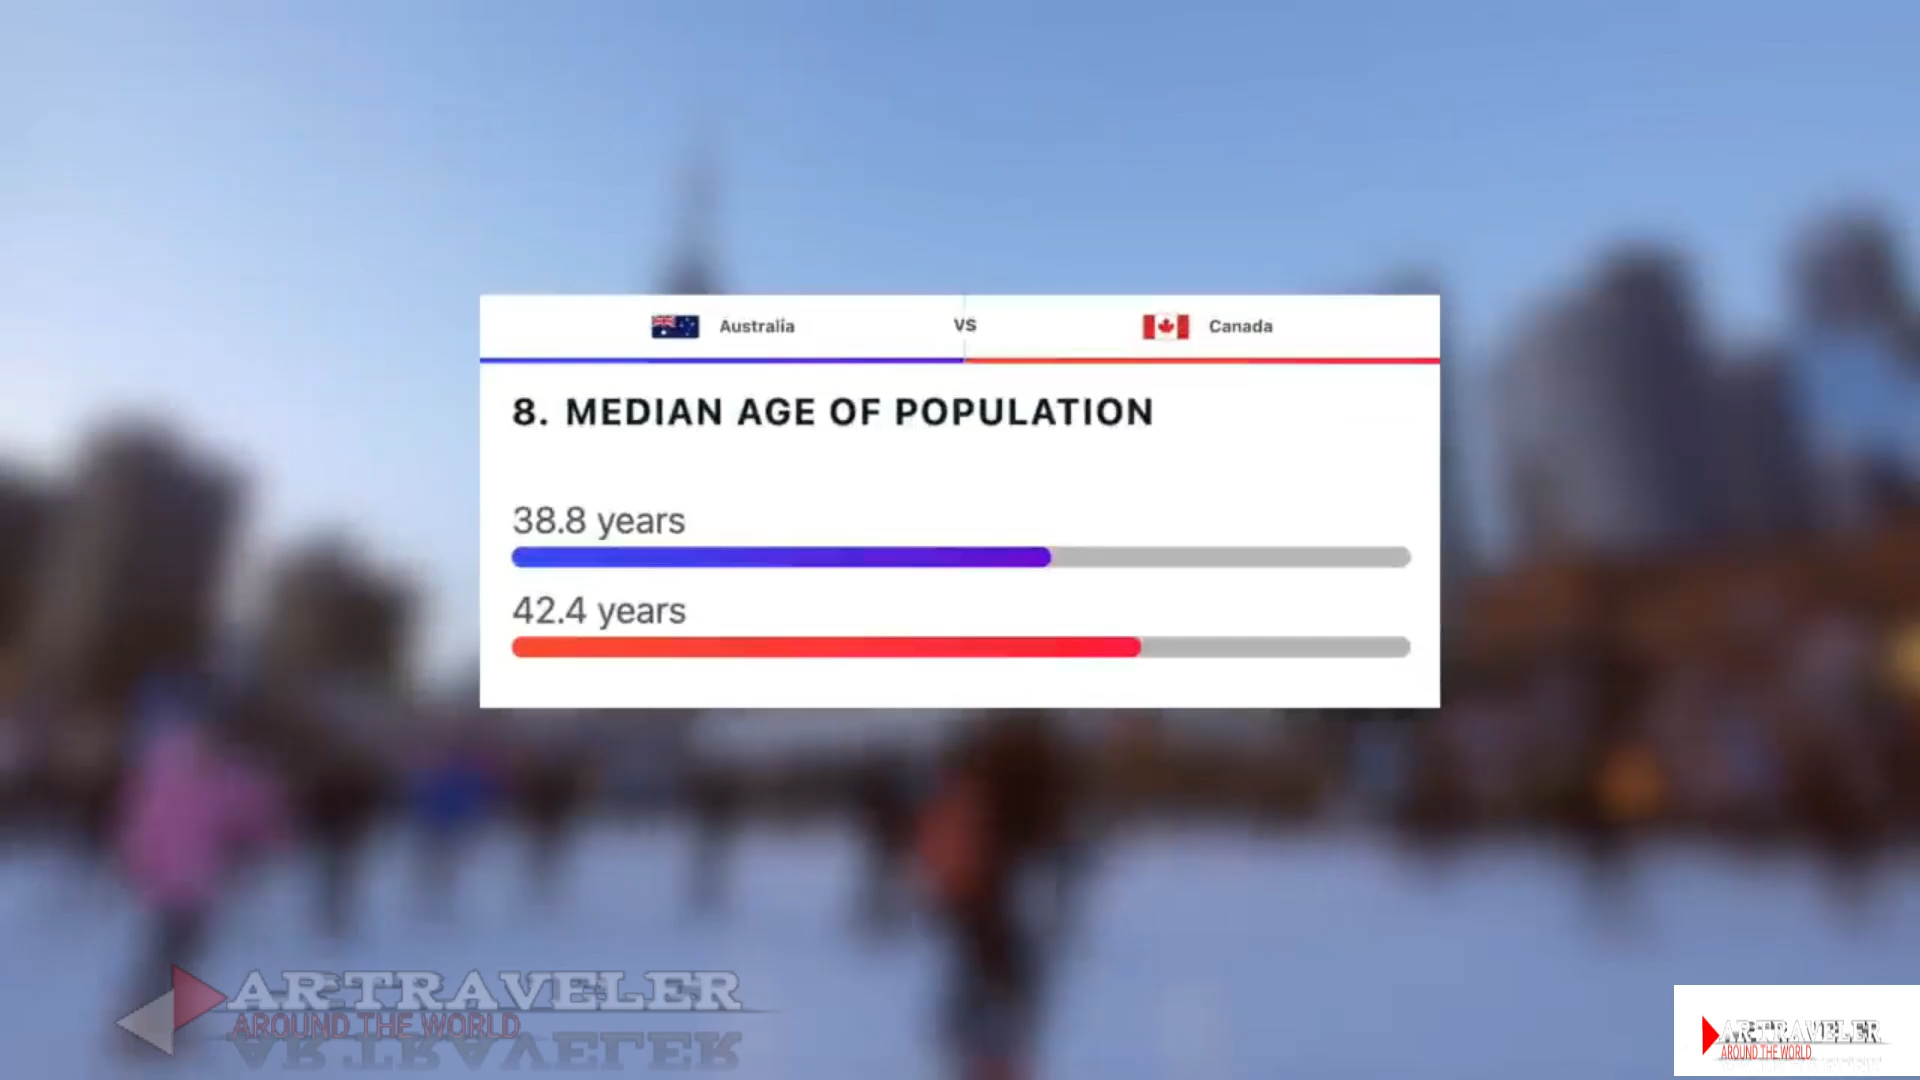 Australia VS Canada
8. MEDIAN AGE OF POPULATION
38.8 years
42.4 years
ARTRAVELER
AROUND THE WORLD
ARTRAVELER
AROUND THE WORLD